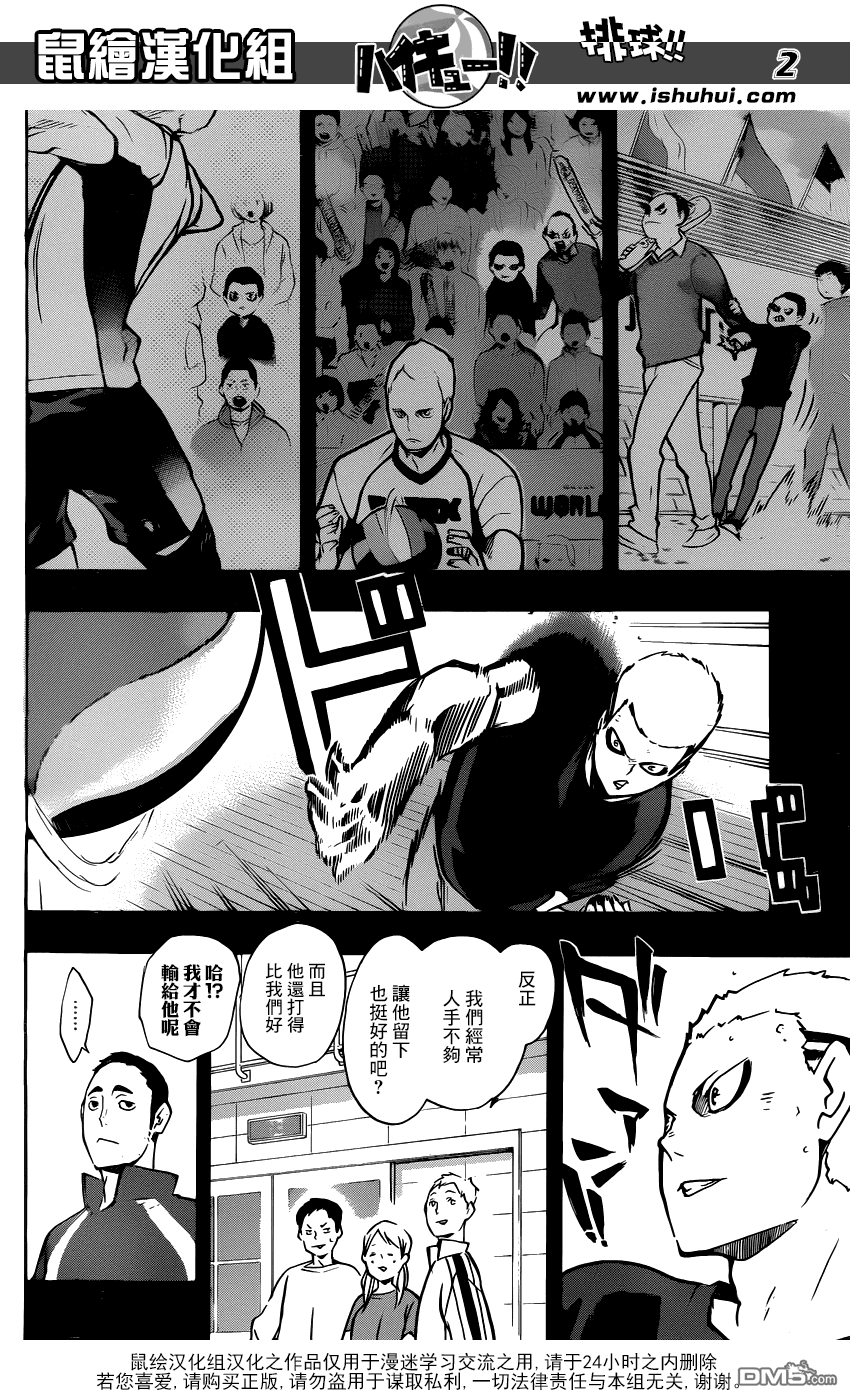 鼠繪漢化組
ハイキュー!!
排球!!
2
www.ishuhui.com
WORLD
ダンッ
反正
我們經常
人手不夠
讓他留下
也挺好的吧?
而且
他還打得
比我們好
哈!?
我才不會
輸給他呢
……
鼠绘汉化组汉化之作品仅用于漫迷学习交流之用, 请于24小时之内删除
若您喜爱, 请购买正版, 请勿盗用于谋取私利, 一切法律责任与本组无关, 谢谢。
DM5.com